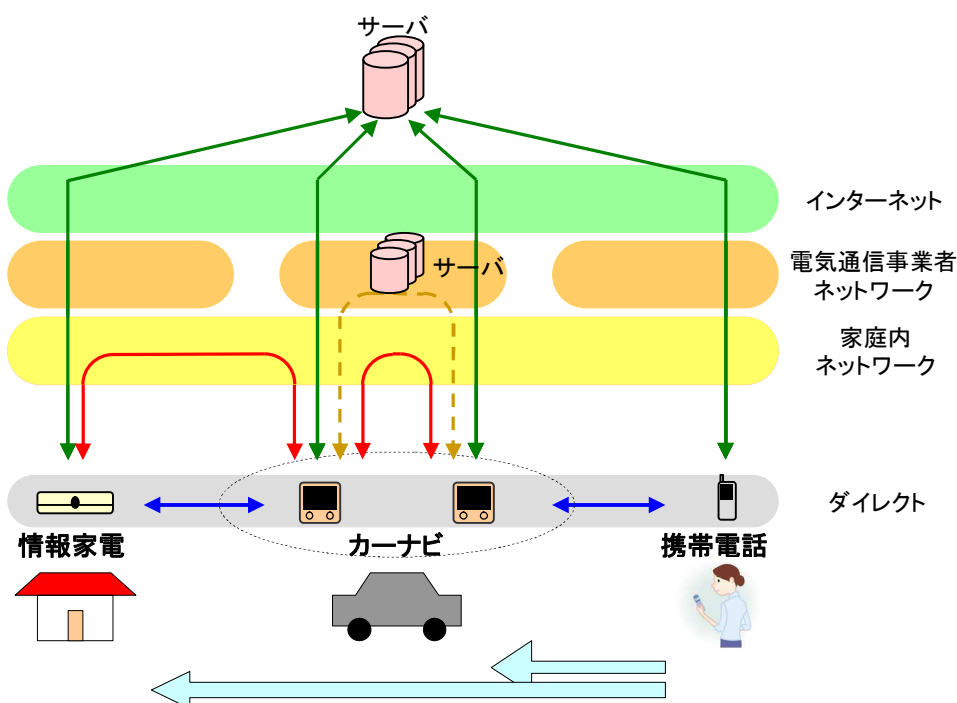 サーバ
インターネット
サーバ
電気通信事業者
ネットワーク
家庭内
ネットワーク
ダイレクト
情報家電
カーナビ
携帯電話